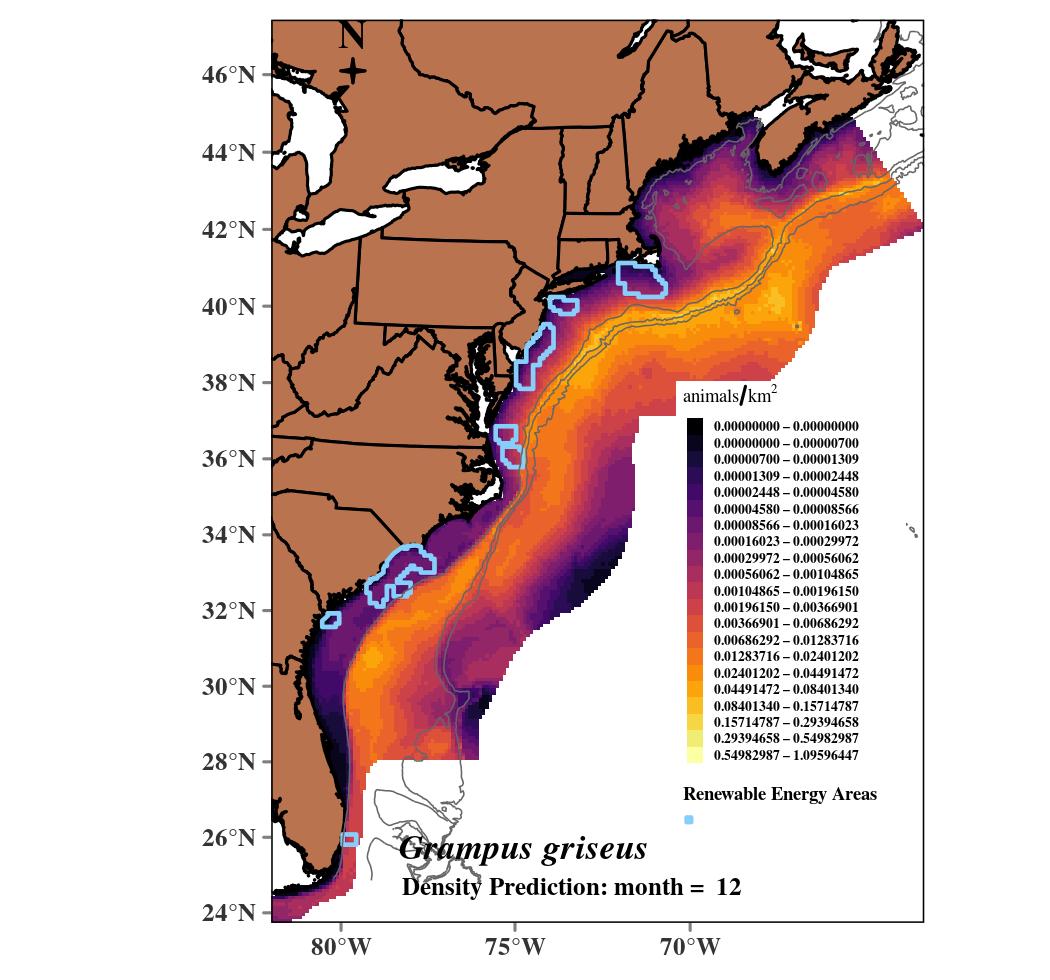 N
46°N
44°N
42°N
40°N
38°N
36°N
34°N
32°N
30°N
28°N
26°N
24°N
80°W
75°W
70°W
animals/km²
0.00000000 – 0.00000000
0.00000000 – 0.00000700
0.00000700 – 0.00001309
0.00001309 – 0.00002448
0.00002448 – 0.00004580
0.00004580 – 0.00008566
0.00008566 – 0.00016023
0.00016023 – 0.00029972
0.00029972 – 0.00056062
0.00056062 – 0.00104865
0.00104865 – 0.00196150
0.00196150 – 0.00366901
0.00366901 – 0.00686292
0.00686292 – 0.01283716
0.01283716 – 0.02401202
0.02401202 – 0.04491472
0.04491472 – 0.08401340
0.08401340 – 0.15714787
0.15714787 – 0.29394658
0.29394658 – 0.54982987
0.54982987 – 1.09596447
Renewable Energy Areas
Grampus griseus
Density Prediction: month = 12